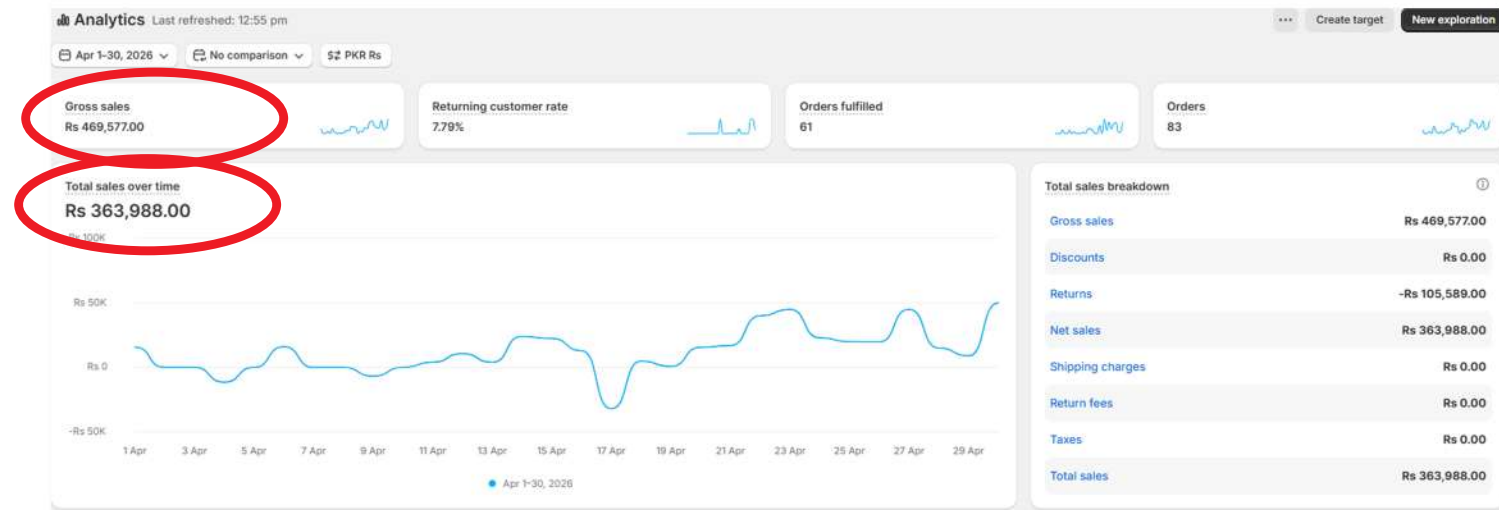 Analytics Last refreshed: 12:55 pm
... Create target New exploration
Apr 1–30, 2026 No comparison PKR Rs
Gross sales
Rs 469,577.00
Returning customer rate
7.79%
Orders fulfilled
61
Orders
83
Total sales over time
Rs 363,988.00
Rs 100K
Rs 50K
Rs 0
-Rs 50K
1 Apr 3 Apr 5 Apr 7 Apr 9 Apr 11 Apr 13 Apr 15 Apr 17 Apr 19 Apr 21 Apr 23 Apr 25 Apr 27 Apr 29 Apr
Apr 1–30, 2026
Total sales breakdown
Gross sales Rs 469,577.00
Discounts Rs 0.00
Returns -Rs 105,589.00
Net sales Rs 363,988.00
Shipping charges Rs 0.00
Return fees Rs 0.00
Taxes Rs 0.00
Total sales Rs 363,988.00